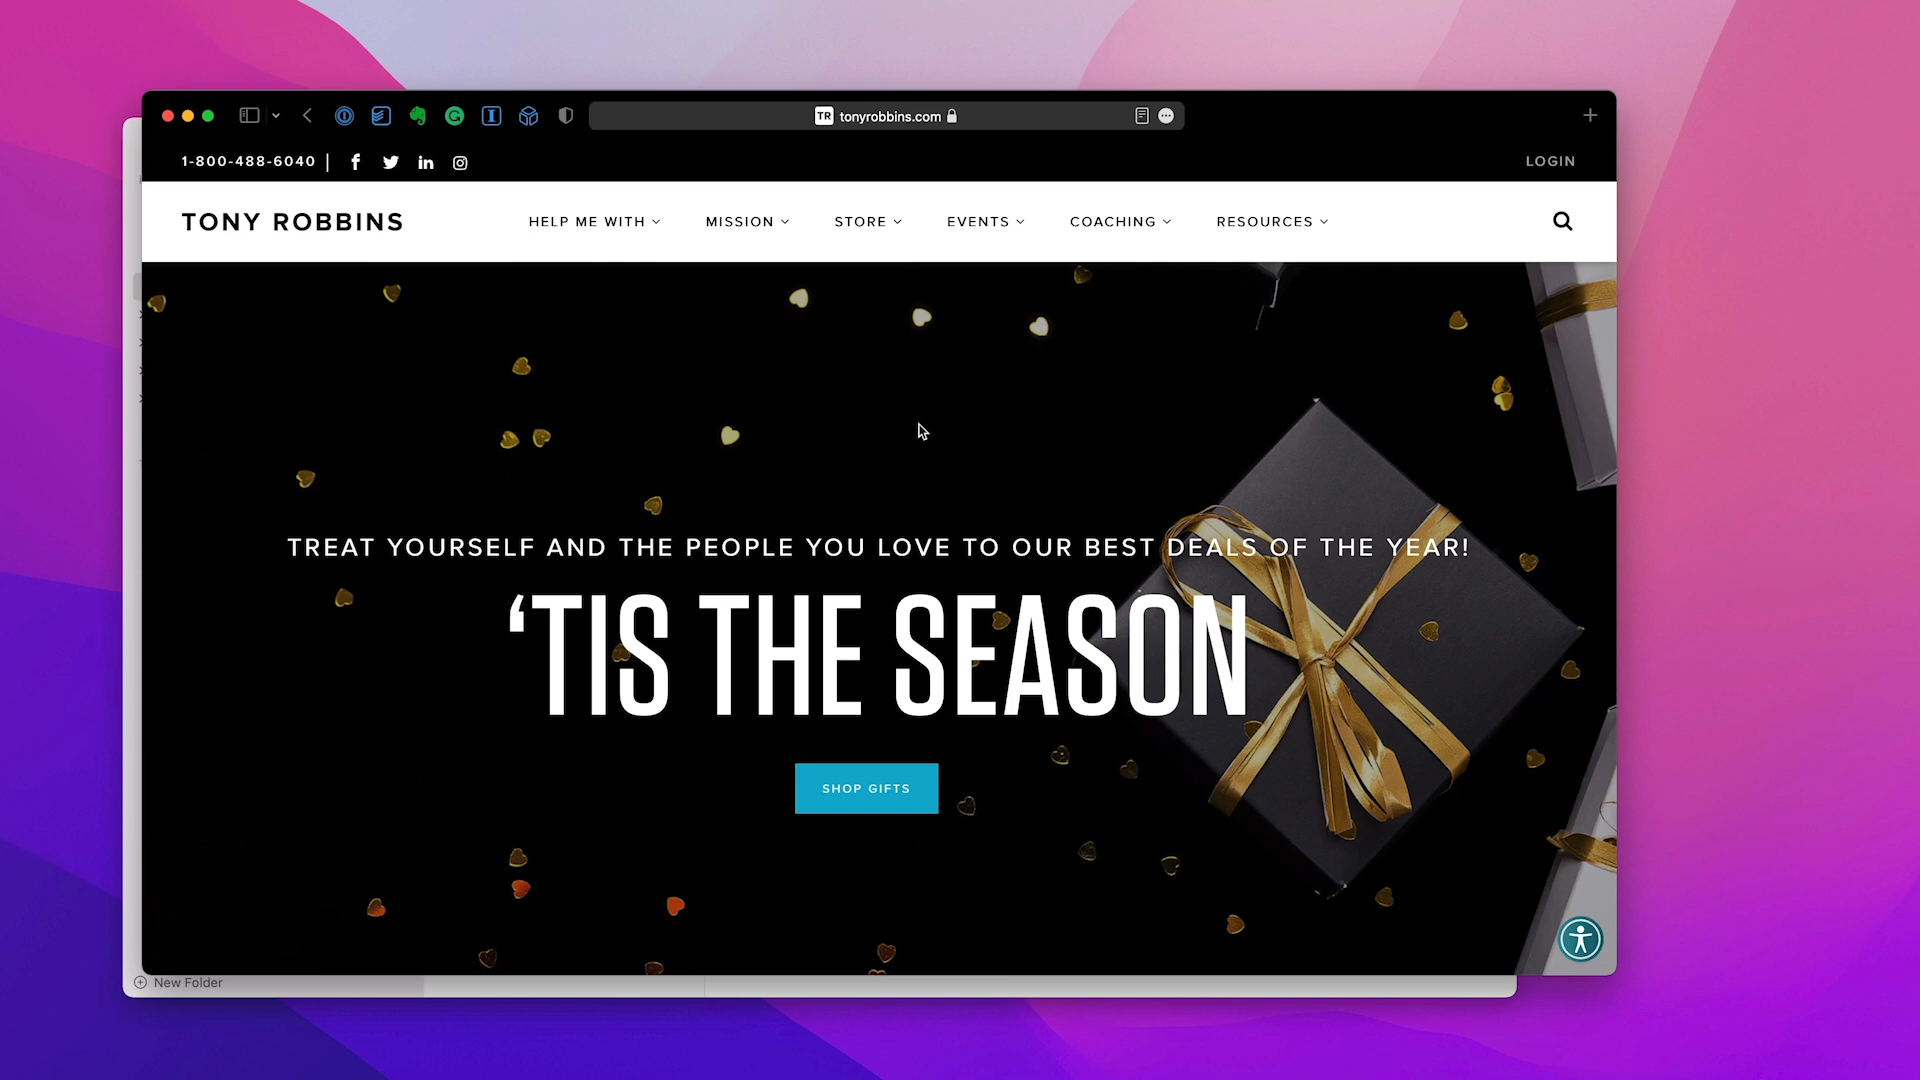 TR tonyrobbins.com
1-800-488-6040 |
LOGIN
TONY ROBBINS
HELP ME WITH MISSION STORE EVENTS COACHING RESOURCES
TREAT YOURSELF AND THE PEOPLE YOU LOVE TO OUR BEST DEALS OF THE YEAR!
‘TIS THE SEASON
SHOP GIFTS
New Folder